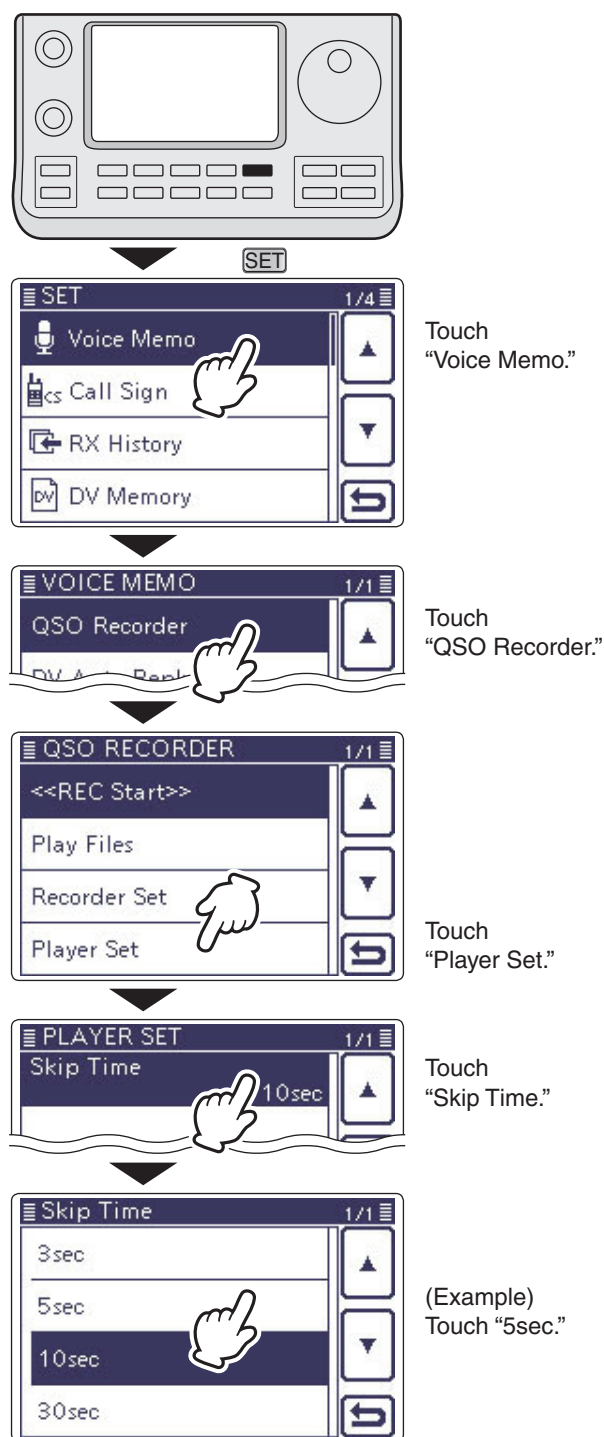 SET
SET 1/4
Voice Memo
CS Call Sign
RX History
DV DV Memory
Touch
“Voice Memo.”
VOICE MEMO 1/1
QSO Recorder
Touch
“QSO Recorder.”
QSO RECORDER 1/1
<<REC Start>>
Play Files
Recorder Set
Player Set
Touch
“Player Set.”
PLAYER SET 1/1
Skip Time
10sec
Touch
“Skip Time.”
Skip Time 1/1
3sec
5sec
10sec
30sec
(Example)
Touch “5sec.”